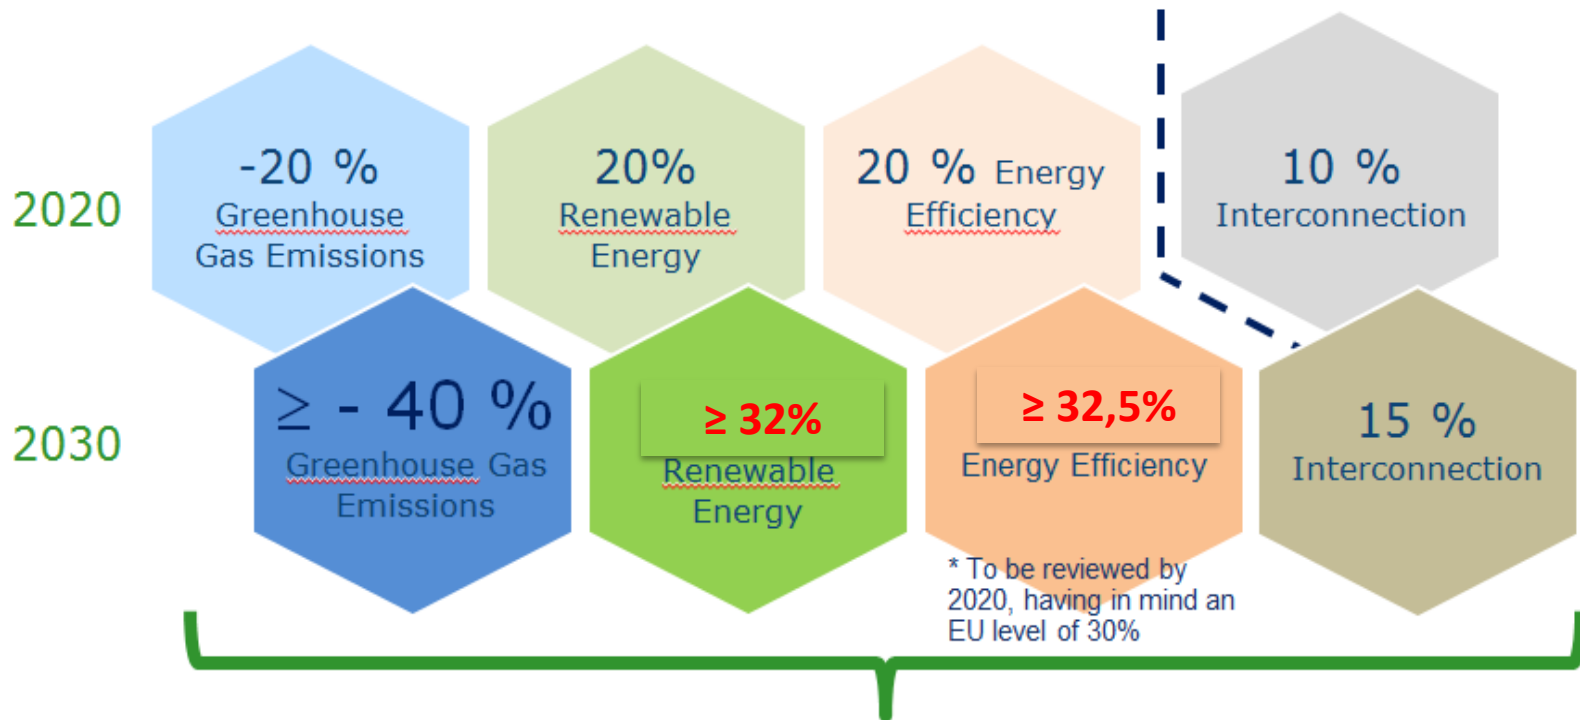 2020
-20 %
Greenhouse
Gas Emissions
20%
Renewable
Energy
20 % Energy
Efficiency
10 %
Interconnection
2030
≥ - 40 %
Greenhouse Gas
Emissions
≥ 32%
Renewable
Energy
≥ 32,5%
Energy Efficiency
* To be reviewed by
2020, having in mind an
EU level of 30%
15 %
Interconnection